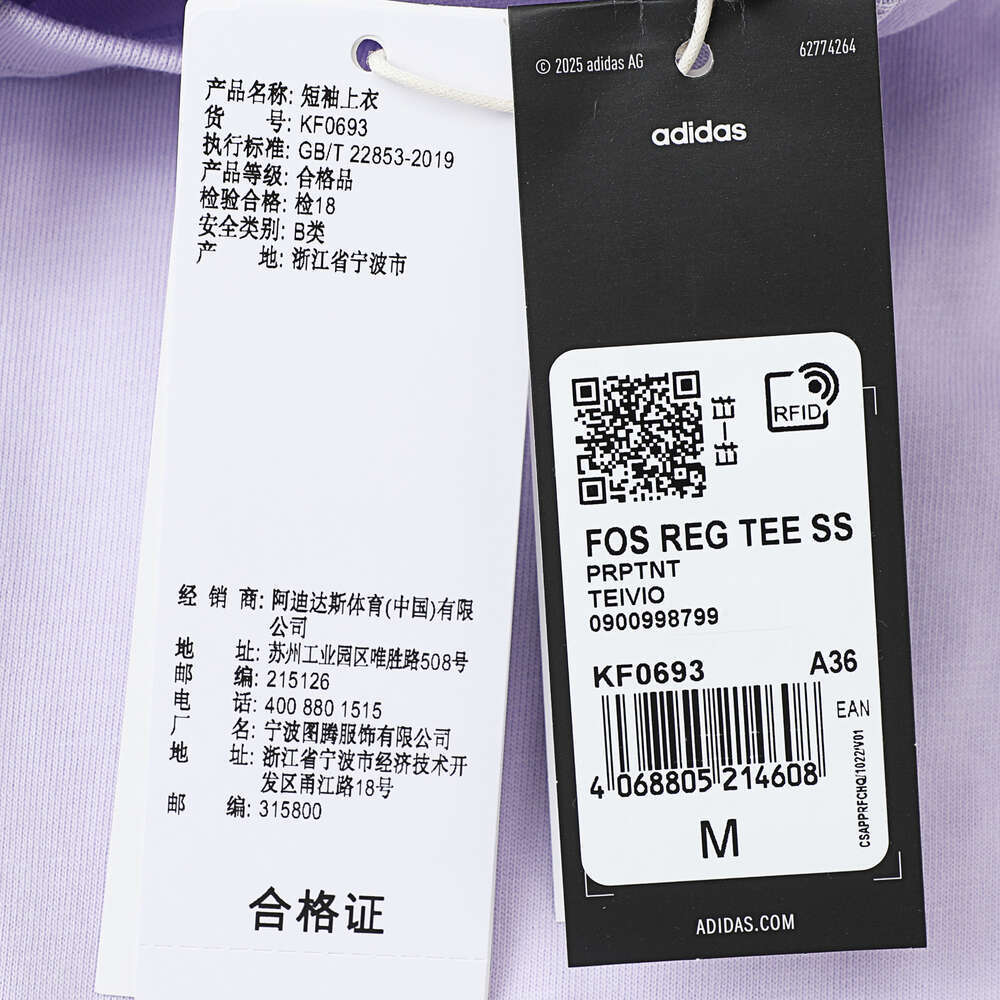 产品名称: 短袖上衣
货 号: KF0693
执行标准: GB/T 22853-2019
产品等级: 合格品
检验合格: 检18
安全类别: B类
产 地: 浙江省宁波市
经 销 商: 阿迪达斯体育(中国)有限
公司
地 址: 苏州工业园区唯胜路508号
邮 编: 215126
电 话: 400 880 1515
厂 名: 宁波图腾服饰有限公司
地 址: 浙江省宁波市经济技术开
发区甬江路18号
邮 编: 315800
合格证
© 2025 adidas AG
62774264
adidas
扫一扫
RFID
FOS REG TEE SS
PRPTNT
TEIVIO
0900998799
KF0693 A36
EAN
4 068805 214608
CSAPPRFCHQ/1022/V01
M
ADIDAS.COM